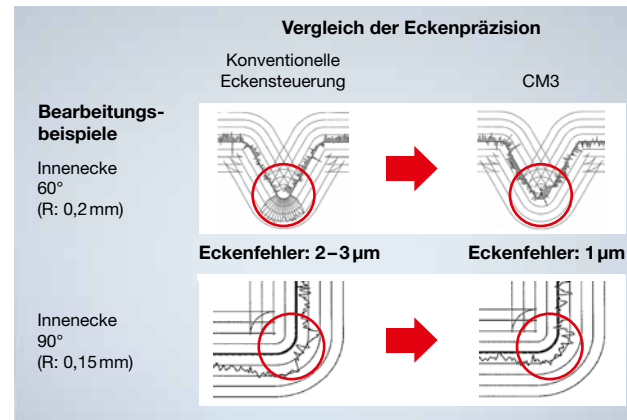 Vergleich der Eckenpräzision
Konventionelle
Eckensteuerung
CM3
Bearbeitungs-
beispiele
Innenecke
60°
(R: 0,2 mm)
Eckenfehler: 2–3 µm
Eckenfehler: 1 µm
Innenecke
90°
(R: 0,15 mm)